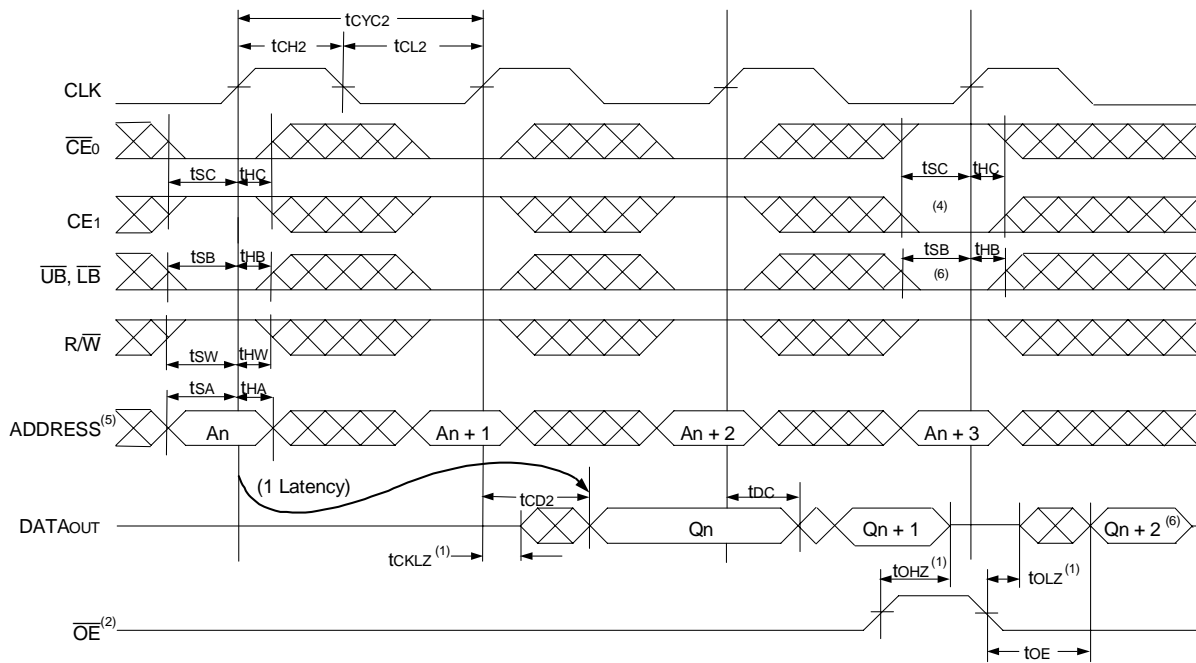 tCYC2
tCH2 tCL2
CLK
CE0
tSC tHC tSC tHC
CE1 (4)
tSB tHB tSB tHB
UB, LB (6)
R/W
tSW tHW
tSA tHA
ADDRESS(5) An An + 1 An + 2 An + 3
(1 Latency) tCD2 tDC
DATAOUT Qn Qn + 1 Qn + 2(6)
tCKLZ(1)
tOHZ(1) tOLZ(1)
OE(2)
tOE